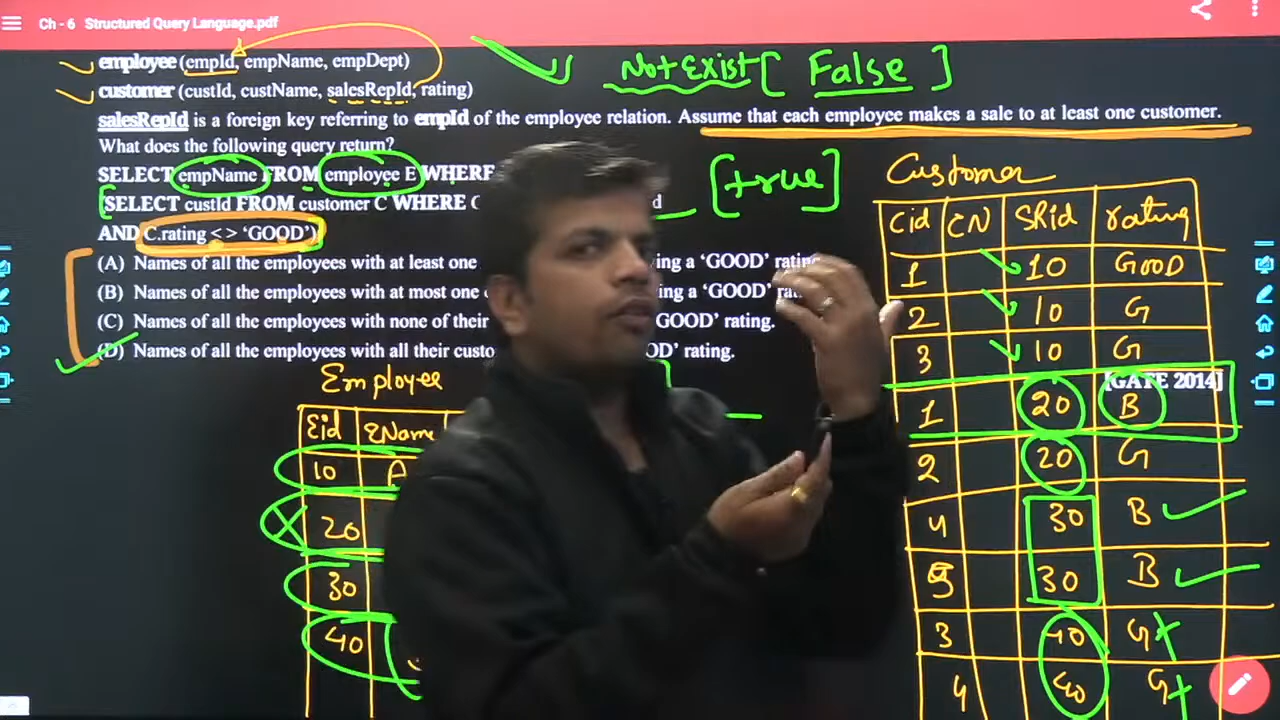 Ch - 6 Structured Query Language.pdf
employee (empId, empName, empDept)
customer (custId, custName, salesRepId, rating)
Not Exist [ False ]
salesRepId is a foreign key referring to empId of the employee relation. Assume that each employee makes a sale to at least one customer.
What does the following query return?
SELECT empName FROM employee E WHERE
[true]
[SELECT custId FROM customer C WHERE C d
AND C.rating < > ‘GOOD’)
(A) Names of all the employees with at least one ing a ‘GOOD’ rating.
(B) Names of all the employees with at most one ing a ‘GOOD’
(C) Names of all the employees with none of their GOOD’ rating.
(D) Names of all the employees with all their custo OD’ rating.
[GATE 2014]
Employee
Eid EName
10 A
20
30
40
Customer
Cid CN SRid rating
1 10 GOOD
2 10 G
3 10 G
1 20 B
2 20 G
4 30 B
5 30 B
3 40 G
4 40 G